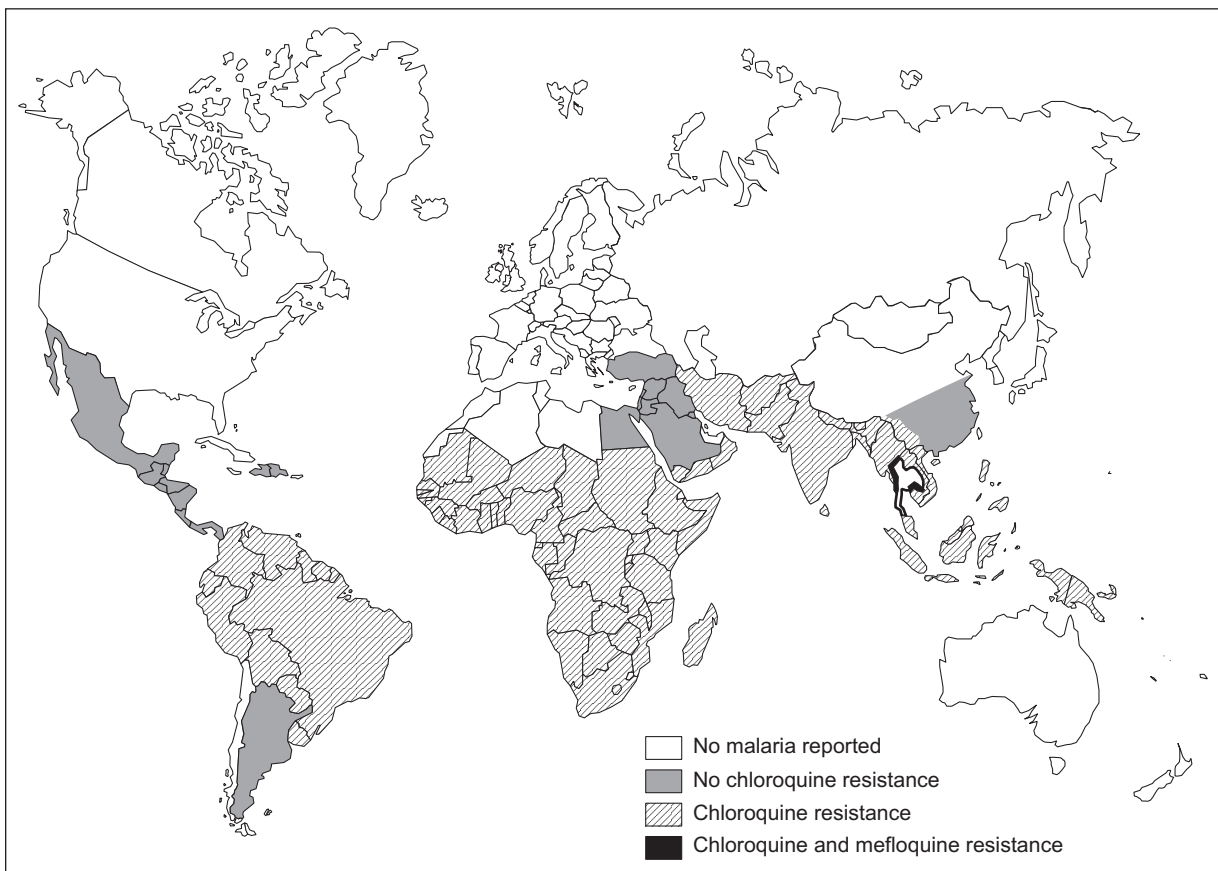 No malaria reported
No chloroquine resistance
Chloroquine resistance
Chloroquine and mefloquine resistance